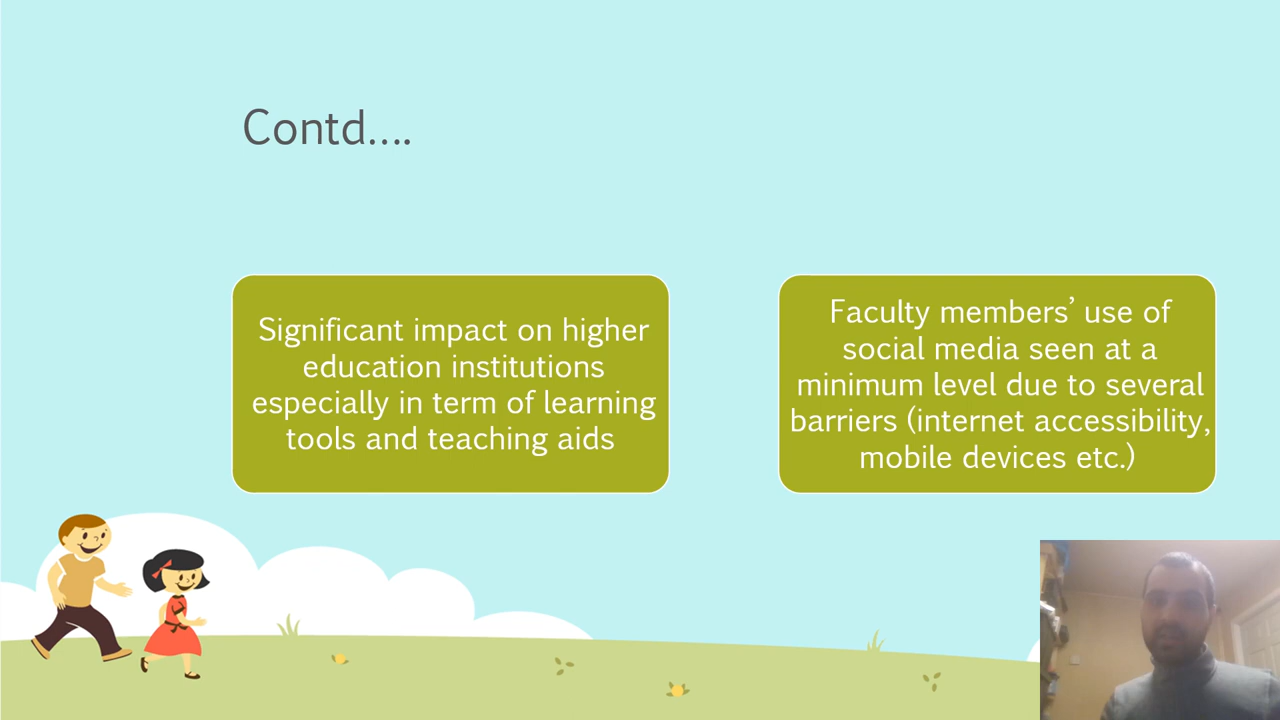 Contd....
Significant impact on higher
education institutions
especially in term of learning
tools and teaching aids
Faculty members’ use of
social media seen at a
minimum level due to several
barriers (internet accessibility,
mobile devices etc.)